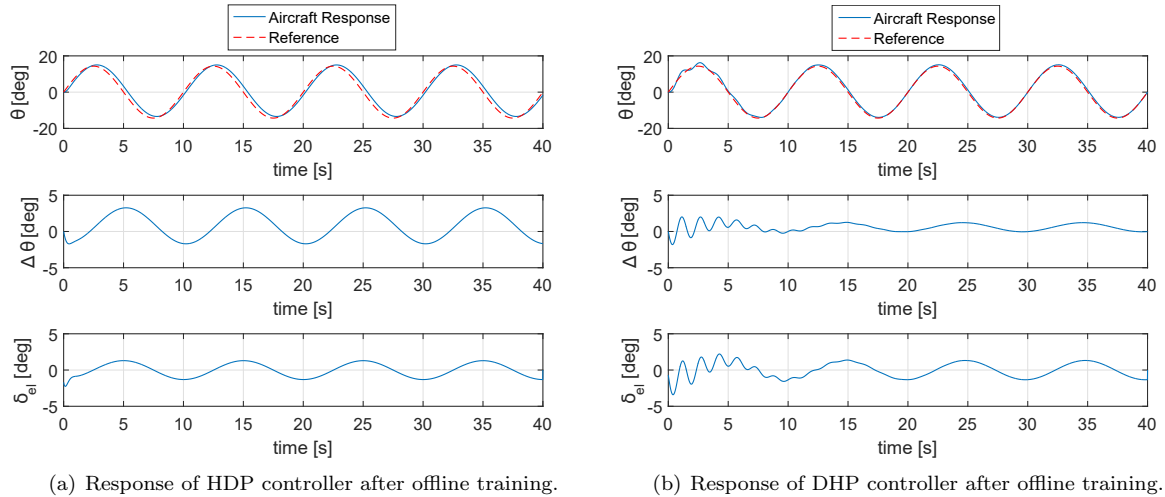 Aircraft Response
Reference
20
0
-20
θ [deg]
0 5 10 15 20 25 30 35 40
time [s]
5
0
-5
Δ θ [deg]
0 5 10 15 20 25 30 35 40
time [s]
5
0
-5
δel [deg]
0 5 10 15 20 25 30 35 40
time [s]
(a) Response of HDP controller after offline training.
Aircraft Response
Reference
20
0
-20
θ [deg]
0 5 10 15 20 25 30 35 40
time [s]
5
0
-5
Δ θ [deg]
0 5 10 15 20 25 30 35 40
time [s]
5
0
-5
δel [deg]
0 5 10 15 20 25 30 35 40
time [s]
(b) Response of DHP controller after offline training.